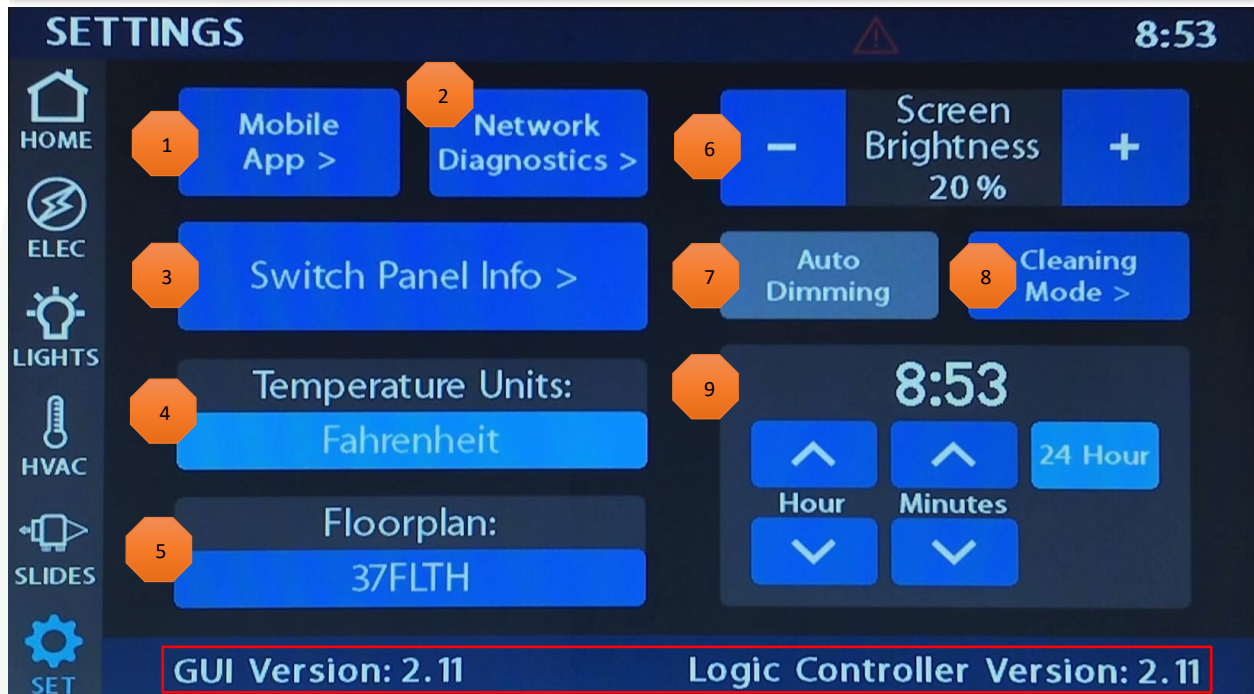 SETTINGS
8:53
HOME
ELEC
LIGHTS
HVAC
SLIDES
SET
1
Mobile
App >
2
Network
Diagnostics >
3
Switch Panel Info >
4
Temperature Units:
Fahrenheit
5
Floorplan:
37FLTH
6
−
Screen
Brightness
20 %
+
7
Auto
Dimming
8
Cleaning
Mode >
9
8:53
24 Hour
Hour
Minutes
GUI Version: 2.11
Logic Controller Version: 2.11